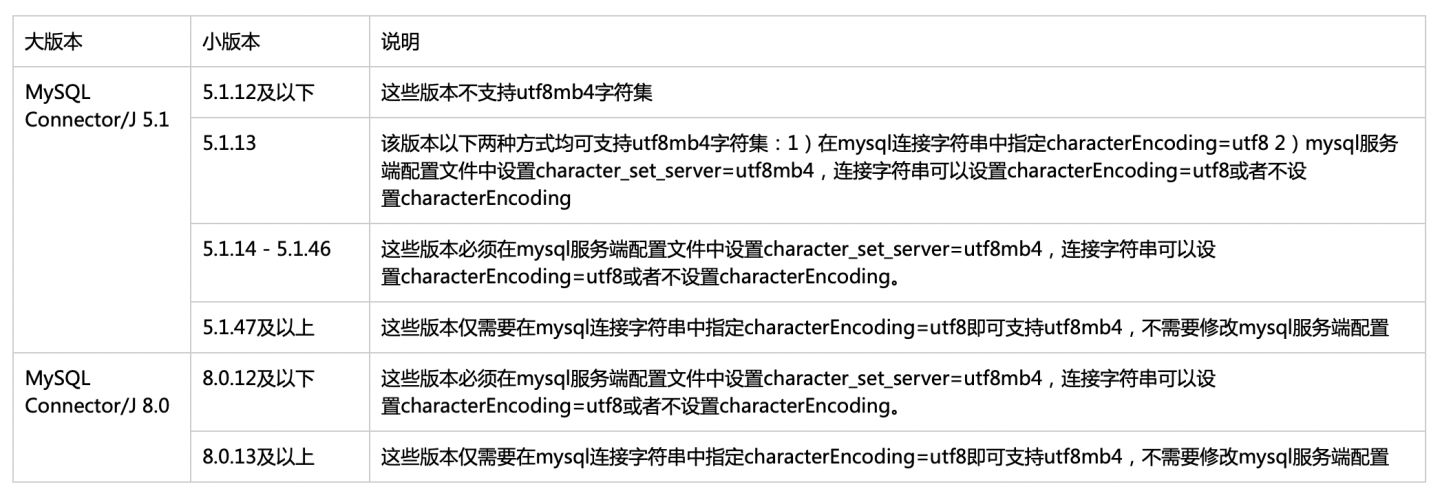 大版本
小版本
说明
MySQL
Connector/J 5.1
5.1.12及以下
这些版本不支持utf8mb4字符集
5.1.13
该版本以下两种方式均可支持utf8mb4字符集：1）在mysql连接字符串中指定characterEncoding=utf8 2）mysql服务
端配置文件中设置character_set_server=utf8mb4，连接字符串可以设置characterEncoding=utf8或者不设
置characterEncoding
5.1.14 - 5.1.46
这些版本必须在mysql服务端配置文件中设置character_set_server=utf8mb4，连接字符串可以设
置characterEncoding=utf8或者不设置characterEncoding。
5.1.47及以上
这些版本仅需要在mysql连接字符串中指定characterEncoding=utf8即可支持utf8mb4，不需要修改mysql服务端配置
MySQL
Connector/J 8.0
8.0.12及以下
这些版本必须在mysql服务端配置文件中设置character_set_server=utf8mb4，连接字符串可以设
置characterEncoding=utf8或者不设置characterEncoding。
8.0.13及以上
这些版本仅需要在mysql连接字符串中指定characterEncoding=utf8即可支持utf8mb4，不需要修改mysql服务端配置